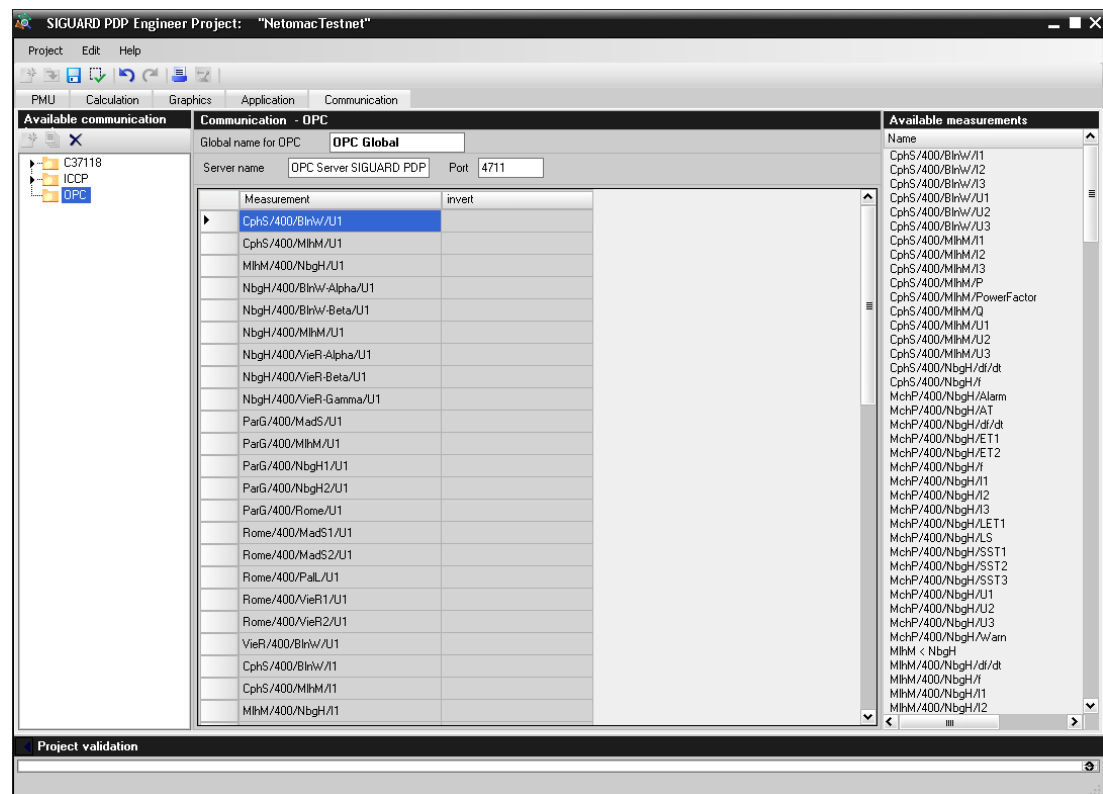 SIGUARD PDP Engineer Project: "NetomacTestnet"
Project Edit Help
PMU Calculation Graphics Application Communication
Available communication
C37118
ICCP
OPC
Communication - OPC
Global name for OPC OPC Global
Server name OPC Server SIGUARD PDP Port 4711
Measurement invert
CphS/400/BlnW/U1
CphS/400/MlhM/U1
MlhM/400/NbgH/U1
NbgH/400/BlnW-Alpha/U1
NbgH/400/BlnW-Beta/U1
NbgH/400/MlhM/U1
NbgH/400/VieR-Alpha/U1
NbgH/400/VieR-Beta/U1
NbgH/400/VieR-Gamma/U1
ParG/400/MadS/U1
ParG/400/MlhM/U1
ParG/400/NbgH1/U1
ParG/400/NbgH2/U1
ParG/400/Rome/U1
Rome/400/MadS1/U1
Rome/400/MadS2/U1
Rome/400/PalL/U1
Rome/400/VieR1/U1
Rome/400/VieR2/U1
VieR/400/BlnW/U1
CphS/400/BlnW/I1
CphS/400/MlhM/I1
MlhM/400/NbgH/I1
Available measurements
Name
CphS/400/BlnW/I1
CphS/400/BlnW/I2
CphS/400/BlnW/I3
CphS/400/BlnW/U1
CphS/400/BlnW/U2
CphS/400/BlnW/U3
CphS/400/MlhM/I1
CphS/400/MlhM/I2
CphS/400/MlhM/I3
CphS/400/MlhM/P
CphS/400/MlhM/PowerFactor
CphS/400/MlhM/Q
CphS/400/MlhM/U1
CphS/400/MlhM/U2
CphS/400/MlhM/U3
CphS/400/NbgH/df/dt
CphS/400/NbgH/f
MchP/400/NbgH/Alarm
MchP/400/NbgH/AT
MchP/400/NbgH/df/dt
MchP/400/NbgH/ET1
MchP/400/NbgH/ET2
MchP/400/NbgH/f
MchP/400/NbgH/I1
MchP/400/NbgH/I2
MchP/400/NbgH/I3
MchP/400/NbgH/LET1
MchP/400/NbgH/LS
MchP/400/NbgH/SST1
MchP/400/NbgH/SST2
MchP/400/NbgH/SST3
MchP/400/NbgH/U1
MchP/400/NbgH/U2
MchP/400/NbgH/U3
MchP/400/NbgH/Warn
MlhM < NbgH
MlhM/400/NbgH/df/dt
MlhM/400/NbgH/f
MlhM/400/NbgH/I1
MlhM/400/NbgH/I2
Project validation